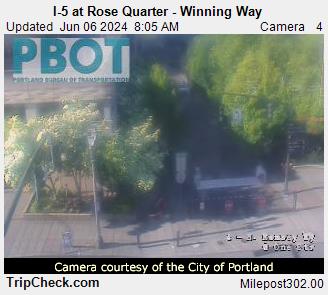 I-5 at Rose Quarter - Winning Way
Updated Jun 06 2024 8:05 AM Camera 4
PBOT
PORTLAND BUREAU OF TRANSPORTATION
Camera courtesy of the City of Portland
TripCheck.com Milepost302.00